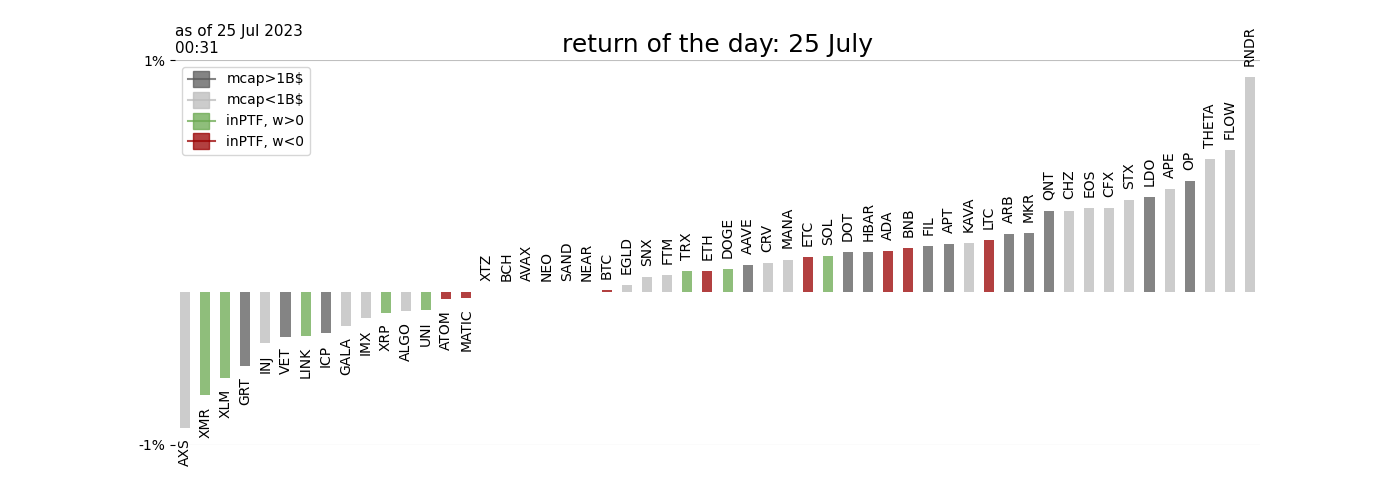 as of 25 Jul 2023
00:31
return of the day: 25 July
1%
-1%
mcap>1B$
mcap<1B$
inPTF, w>0
inPTF, w<0
AXS
XMR
XLM
GRT
INJ
VET
LINK
ICP
GALA
IMX
XRP
ALGO
UNI
ATOM
MATIC
XTZ
BCH
AVAX
NEO
SAND
NEAR
BTC
EGLD
SNX
FTM
TRX
ETH
DOGE
AAVE
CRV
MANA
ETC
SOL
DOT
HBAR
ADA
BNB
FIL
APT
KAVA
LTC
ARB
MKR
QNT
CHZ
EOS
CFX
STX
LDO
APE
OP
THETA
FLOW
RNDR